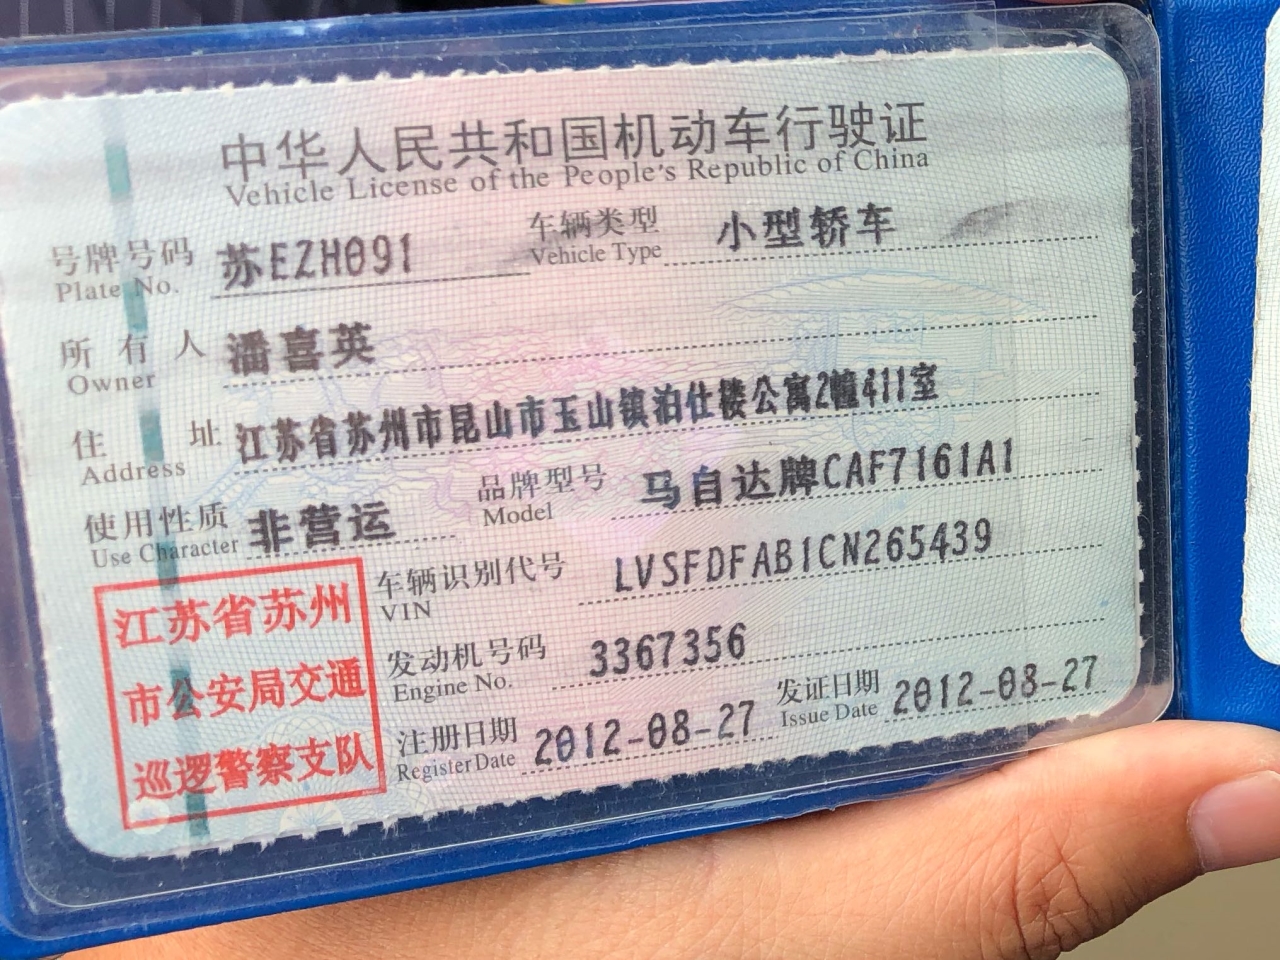 中华人民共和国机动车行驶证
Vehicle License of the People's Republic of China
号牌号码 苏EZH091 车辆类型 小型轿车
Plate No. Vehicle Type
所有人 潘喜英
Owner
住址 江苏省苏州市昆山市玉山镇泊仕楼公寓2幢411室
Address
使用性质 非营运 品牌型号 马自达牌CAF7161A1
Use Character Model
车辆识别代号 LVSFDFAB1CN265439
VIN
发动机号码 3367356
Engine No.
注册日期 2012-08-27 发证日期 2012-08-27
Register Date Issue Date
江苏省苏州
市公安局交通
巡逻警察支队